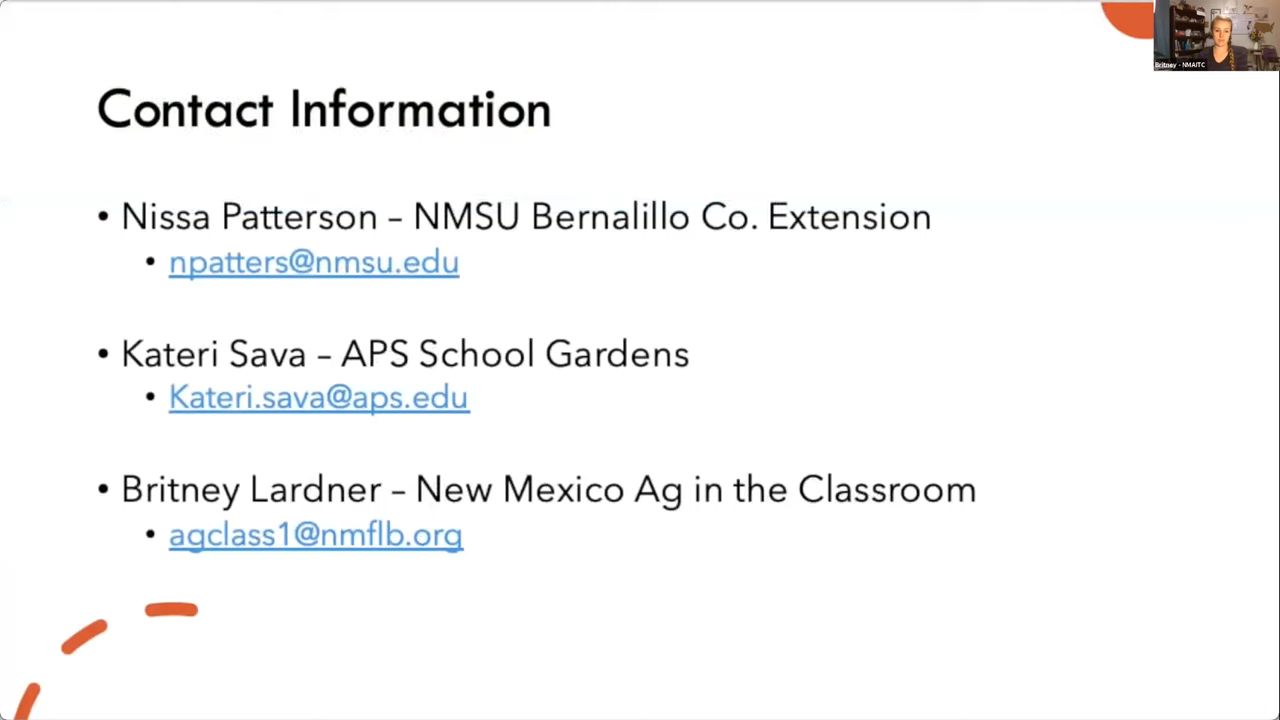 Britney - NMAITC
Contact Information
• Nissa Patterson – NMSU Bernalillo Co. Extension
• npatters@nmsu.edu
• Kateri Sava – APS School Gardens
• Kateri.sava@aps.edu
• Britney Lardner – New Mexico Ag in the Classroom
• agclass1@nmflb.org